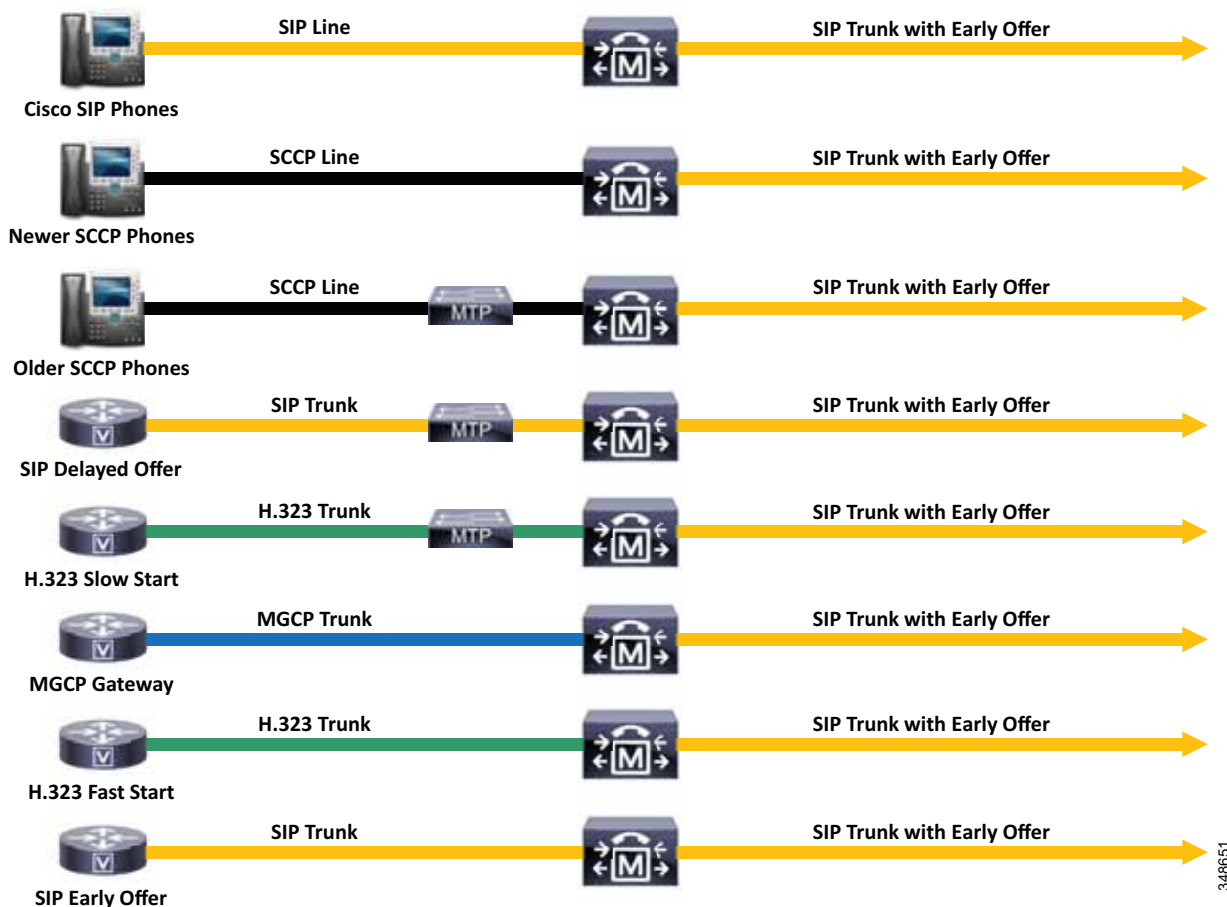 SIP Line
SIP Trunk with Early Offer
M
Cisco SIP Phones
SCCP Line
SIP Trunk with Early Offer
M
Newer SCCP Phones
SCCP Line
SIP Trunk with Early Offer
MTP
M
Older SCCP Phones
SIP Trunk
SIP Trunk with Early Offer
V
MTP
M
SIP Delayed Offer
H.323 Trunk
SIP Trunk with Early Offer
V
MTP
M
H.323 Slow Start
MGCP Trunk
SIP Trunk with Early Offer
V
M
MGCP Gateway
H.323 Trunk
SIP Trunk with Early Offer
V
M
H.323 Fast Start
SIP Trunk
SIP Trunk with Early Offer
V
M
SIP Early Offer
348651